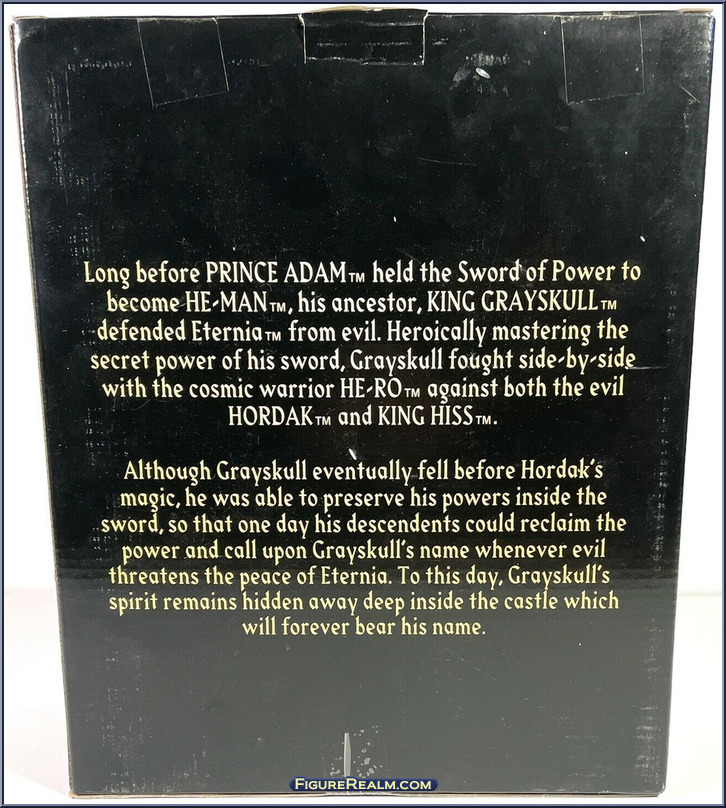 Long before PRINCE ADAM™ held the Sword of Power to
become HE-MAN™, his ancestor, KING GRAYSKULL™
defended Eternia™ from evil. Heroically mastering the
secret power of his sword, Grayskull fought side-by-side
with the cosmic warrior HE-RO™ against both the evil
HORDAK™ and KING HISS™.
Although Grayskull eventually fell before Hordak's
magic, he was able to preserve his powers inside the
sword, so that one day his descendents could reclaim the
power and call upon Grayskull's name whenever evil
threatens the peace of Eternia. To this day, Grayskull's
spirit remains hidden away deep inside the castle which
will forever bear his name.
FIGUREREALM.COM